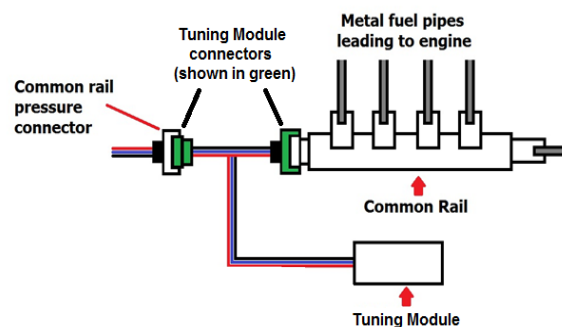 Tuning Module
connectors
(shown in green)
Metal fuel pipes
leading to engine
Common rail
pressure
connector
Common Rail
Tuning Module